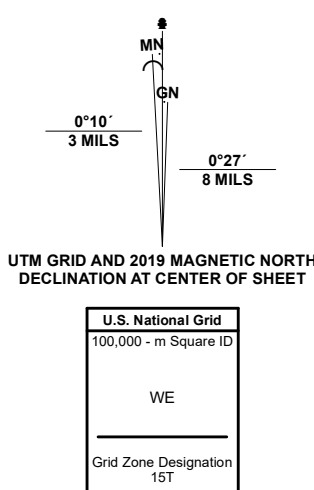 MN
GN
0°10´
3 MILS
0°27´
8 MILS
UTM GRID AND 2019 MAGNETIC NORTH
DECLINATION AT CENTER OF SHEET
U.S. National Grid
100,000 - m Square ID
WE
Grid Zone Designation
15T